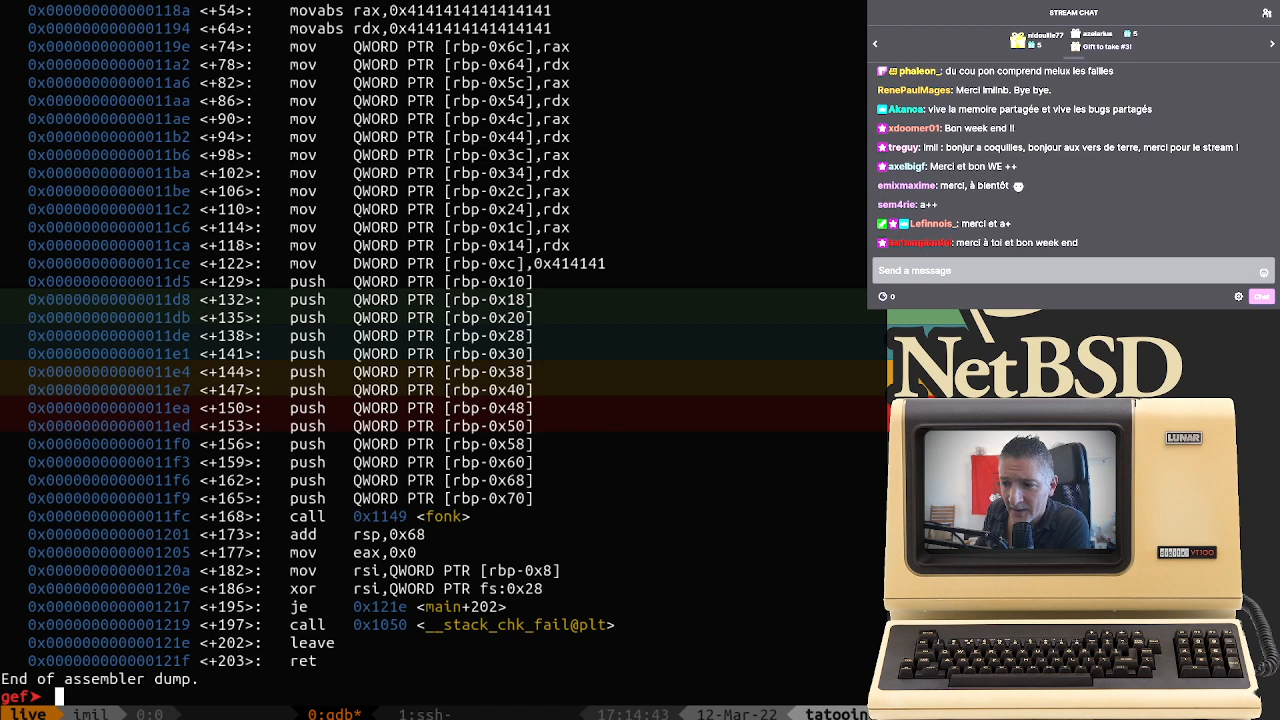 0x000000000000118a <+54>: movabs rax,0x4141414141414141
0x0000000000001194 <+64>: movabs rdx,0x4141414141414141
0x000000000000119e <+74>: mov QWORD PTR [rbp-0x6c],rax
0x00000000000011a2 <+78>: mov QWORD PTR [rbp-0x64],rdx
0x00000000000011a6 <+82>: mov QWORD PTR [rbp-0x5c],rax
0x00000000000011aa <+86>: mov QWORD PTR [rbp-0x54],rdx
0x00000000000011ae <+90>: mov QWORD PTR [rbp-0x4c],rax
0x00000000000011b2 <+94>: mov QWORD PTR [rbp-0x44],rdx
0x00000000000011b6 <+98>: mov QWORD PTR [rbp-0x3c],rax
0x00000000000011ba <+102>: mov QWORD PTR [rbp-0x34],rdx
0x00000000000011be <+106>: mov QWORD PTR [rbp-0x2c],rax
0x00000000000011c2 <+110>: mov QWORD PTR [rbp-0x24],rdx
0x00000000000011c6 <+114>: mov QWORD PTR [rbp-0x1c],rax
0x00000000000011ca <+118>: mov QWORD PTR [rbp-0x14],rdx
0x00000000000011ce <+122>: mov DWORD PTR [rbp-0xc],0x414141
0x00000000000011d5 <+129>: push QWORD PTR [rbp-0x10]
0x00000000000011d8 <+132>: push QWORD PTR [rbp-0x18]
0x00000000000011db <+135>: push QWORD PTR [rbp-0x20]
0x00000000000011de <+138>: push QWORD PTR [rbp-0x28]
0x00000000000011e1 <+141>: push QWORD PTR [rbp-0x30]
0x00000000000011e4 <+144>: push QWORD PTR [rbp-0x38]
0x00000000000011e7 <+147>: push QWORD PTR [rbp-0x40]
0x00000000000011ea <+150>: push QWORD PTR [rbp-0x48]
0x00000000000011ed <+153>: push QWORD PTR [rbp-0x50]
0x00000000000011f0 <+156>: push QWORD PTR [rbp-0x58]
0x00000000000011f3 <+159>: push QWORD PTR [rbp-0x60]
0x00000000000011f6 <+162>: push QWORD PTR [rbp-0x68]
0x00000000000011f9 <+165>: push QWORD PTR [rbp-0x70]
0x00000000000011fc <+168>: call 0x1149 <fonk>
0x0000000000001201 <+173>: add rsp,0x68
0x0000000000001205 <+177>: mov eax,0x0
0x000000000000120a <+182>: mov rsi,QWORD PTR [rbp-0x8]
0x000000000000120e <+186>: xor rsi,QWORD PTR fs:0x28
0x0000000000001217 <+195>: je 0x121e <main+202>
0x0000000000001219 <+197>: call 0x1050 <__stack_chk_fail@plt>
0x000000000000121e <+202>: leave
0x000000000000121f <+203>: ret
End of assembler dump.
gef➤
live imil 0:0 0:gdb* 1:ssh- 17:14:43 12-Mar-22 tatooin
STREAM CHAT
nidouille77 5
azelarius 5
Gift to take #3!
phaleon_: du cou pon comprend melux les failles
RenePaulMages: Merci imilnb. Bye bye.
Akanoa: vive la memoire partagée et vive les bugs partagés
xdoomer01: Bon week end !!
treguy: imil : bonjur a coquilles, bonjour aux vers de terre, merci pour le stream !
axelbigf: Merci et bon WE ++
emixmaxime: merci, à bientôt
sem4rie: a++
Lefinnois_: merci et a+
: merci à toi et bon week end
Send a message
0
Chat
NetBSD
LUNAR
digital YT100